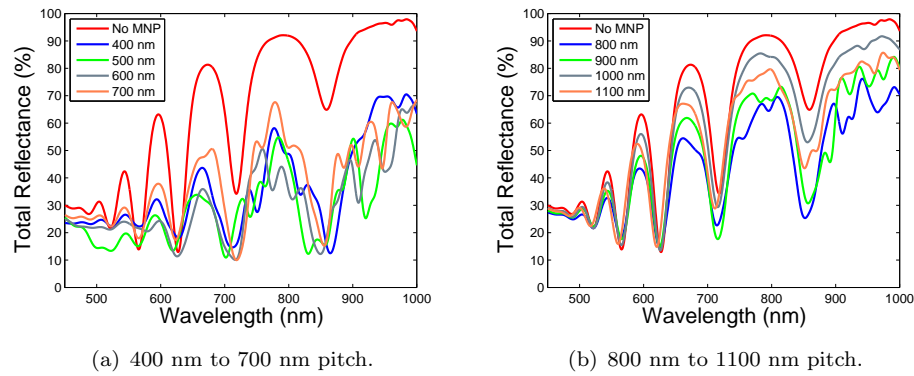 Total Reflectance (%)
100
90
80
70
60
50
40
30
20
10
0
No MNP
400 nm
500 nm
600 nm
700 nm
500
600
700
800
900
1000
Wavelength (nm)
(a) 400 nm to 700 nm pitch.
Total Reflectance (%)
100
90
80
70
60
50
40
30
20
10
0
No MNP
800 nm
900 nm
1000 nm
1100 nm
500
600
700
800
900
1000
Wavelength (nm)
(b) 800 nm to 1100 nm pitch.